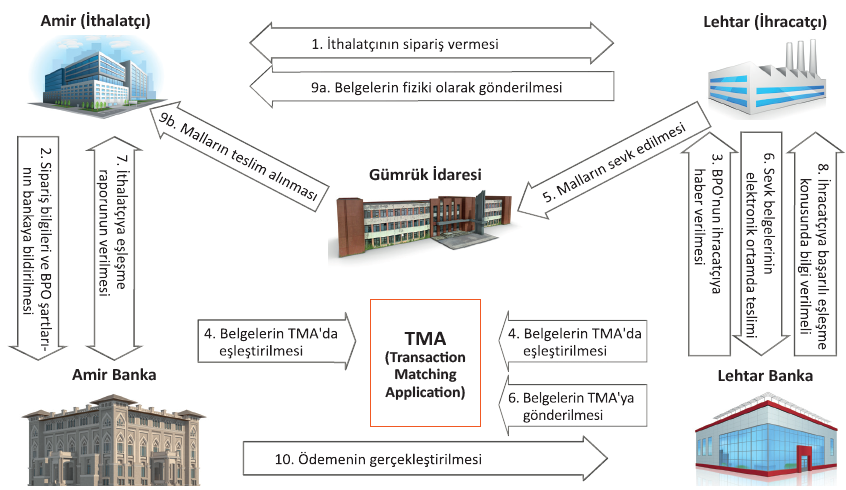 Amir (İthalatçı)
Lehtar (İhracatçı)
1. İthalatçının sipariş vermesi
9a. Belgelerin fiziki olarak gönderilmesi
9b. Malların teslim alınması
5. Malların sevk edilmesi
Gümrük İdaresi
2. Sipariş bilgileri ve BPO şartları-
nın bankaya bildirilmesi
7. İthalatçıya eşleşme
raporunun verilmesi
3. BPO'nun ihracatçıya
haber verilmesi
6. Sevk belgelerinin
elektronik ortamda teslimi
8. İhracatçıya başarılı eşleşme
konusunda bilgi verilmeli
4. Belgelerin TMA'da
eşleştirilmesi
TMA
(Transaction
Matching
Application)
4. Belgelerin TMA'da
eşleştirilmesi
6. Belgelerin TMA'ya
gönderilmesi
Amir Banka
Lehtar Banka
10. Ödemenin gerçekleştirilmesi